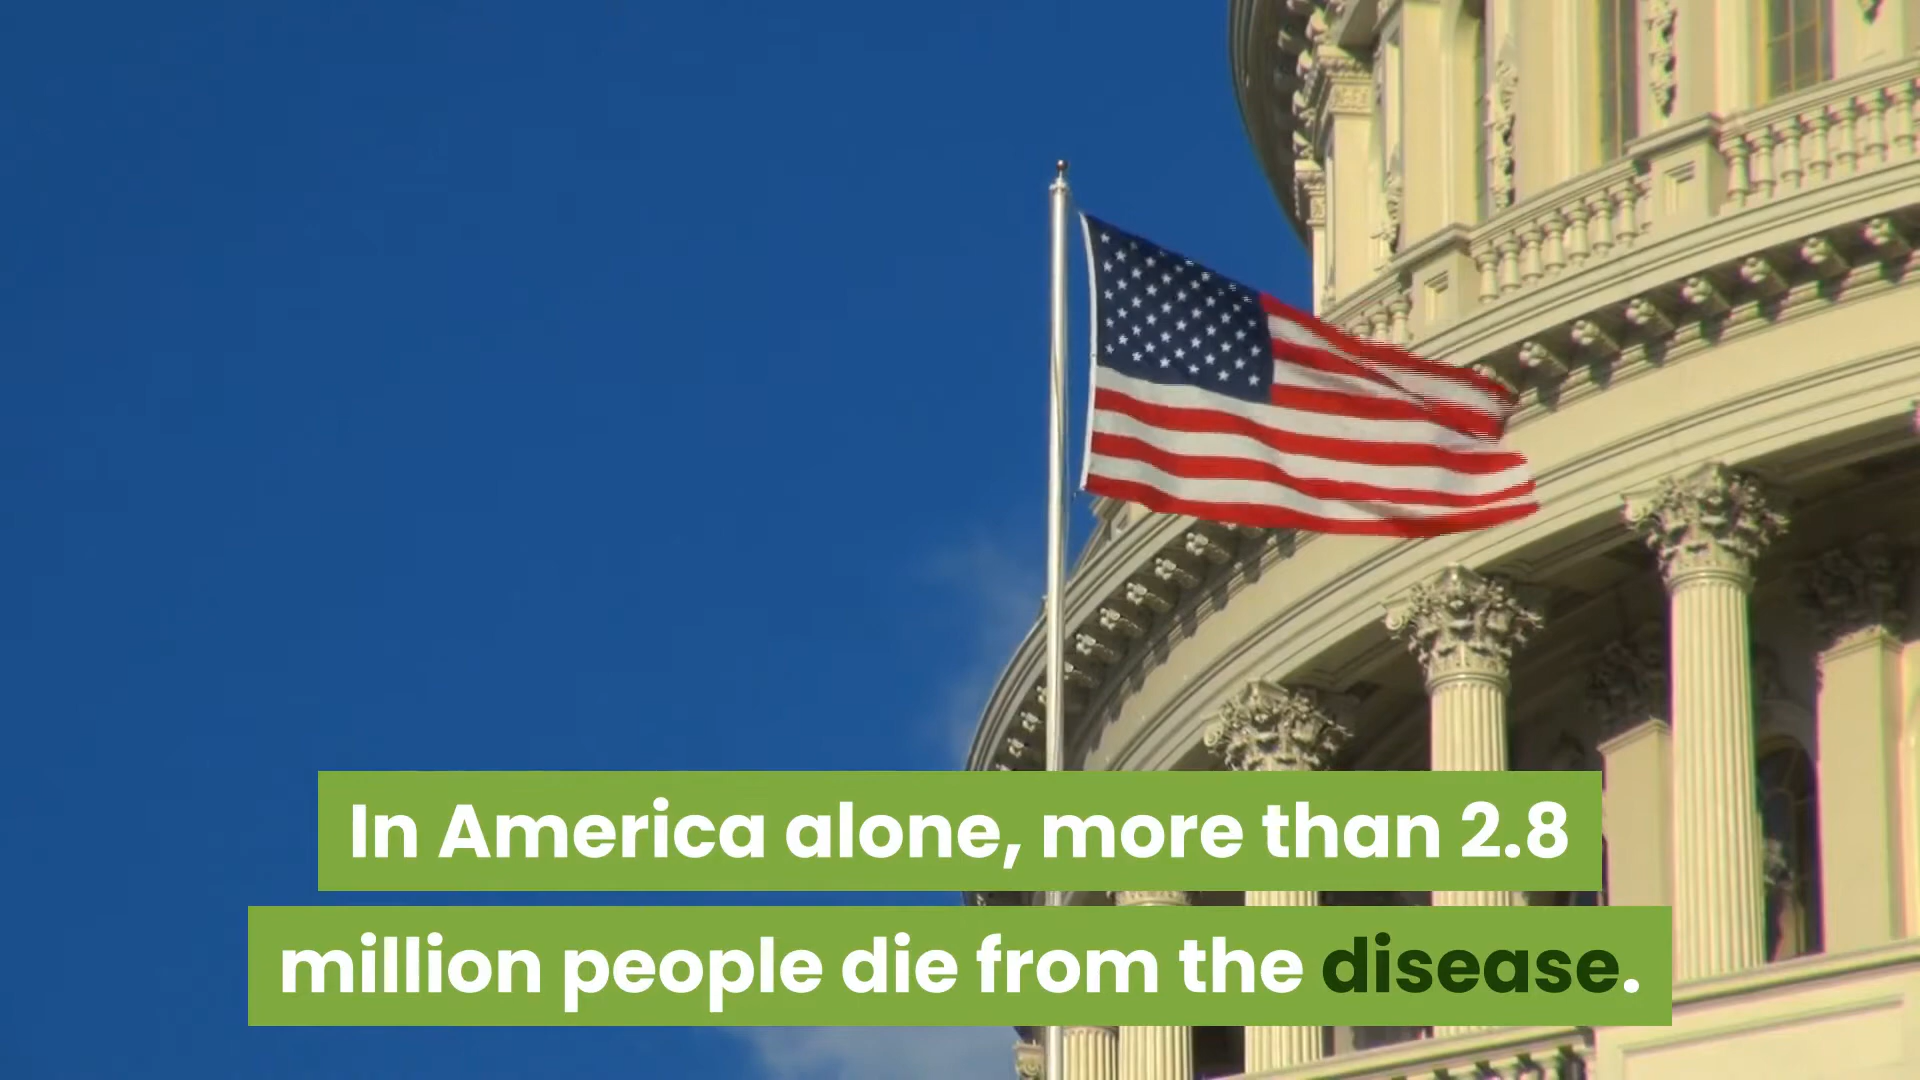 In America alone, more than 2.8
million people die from the disease.